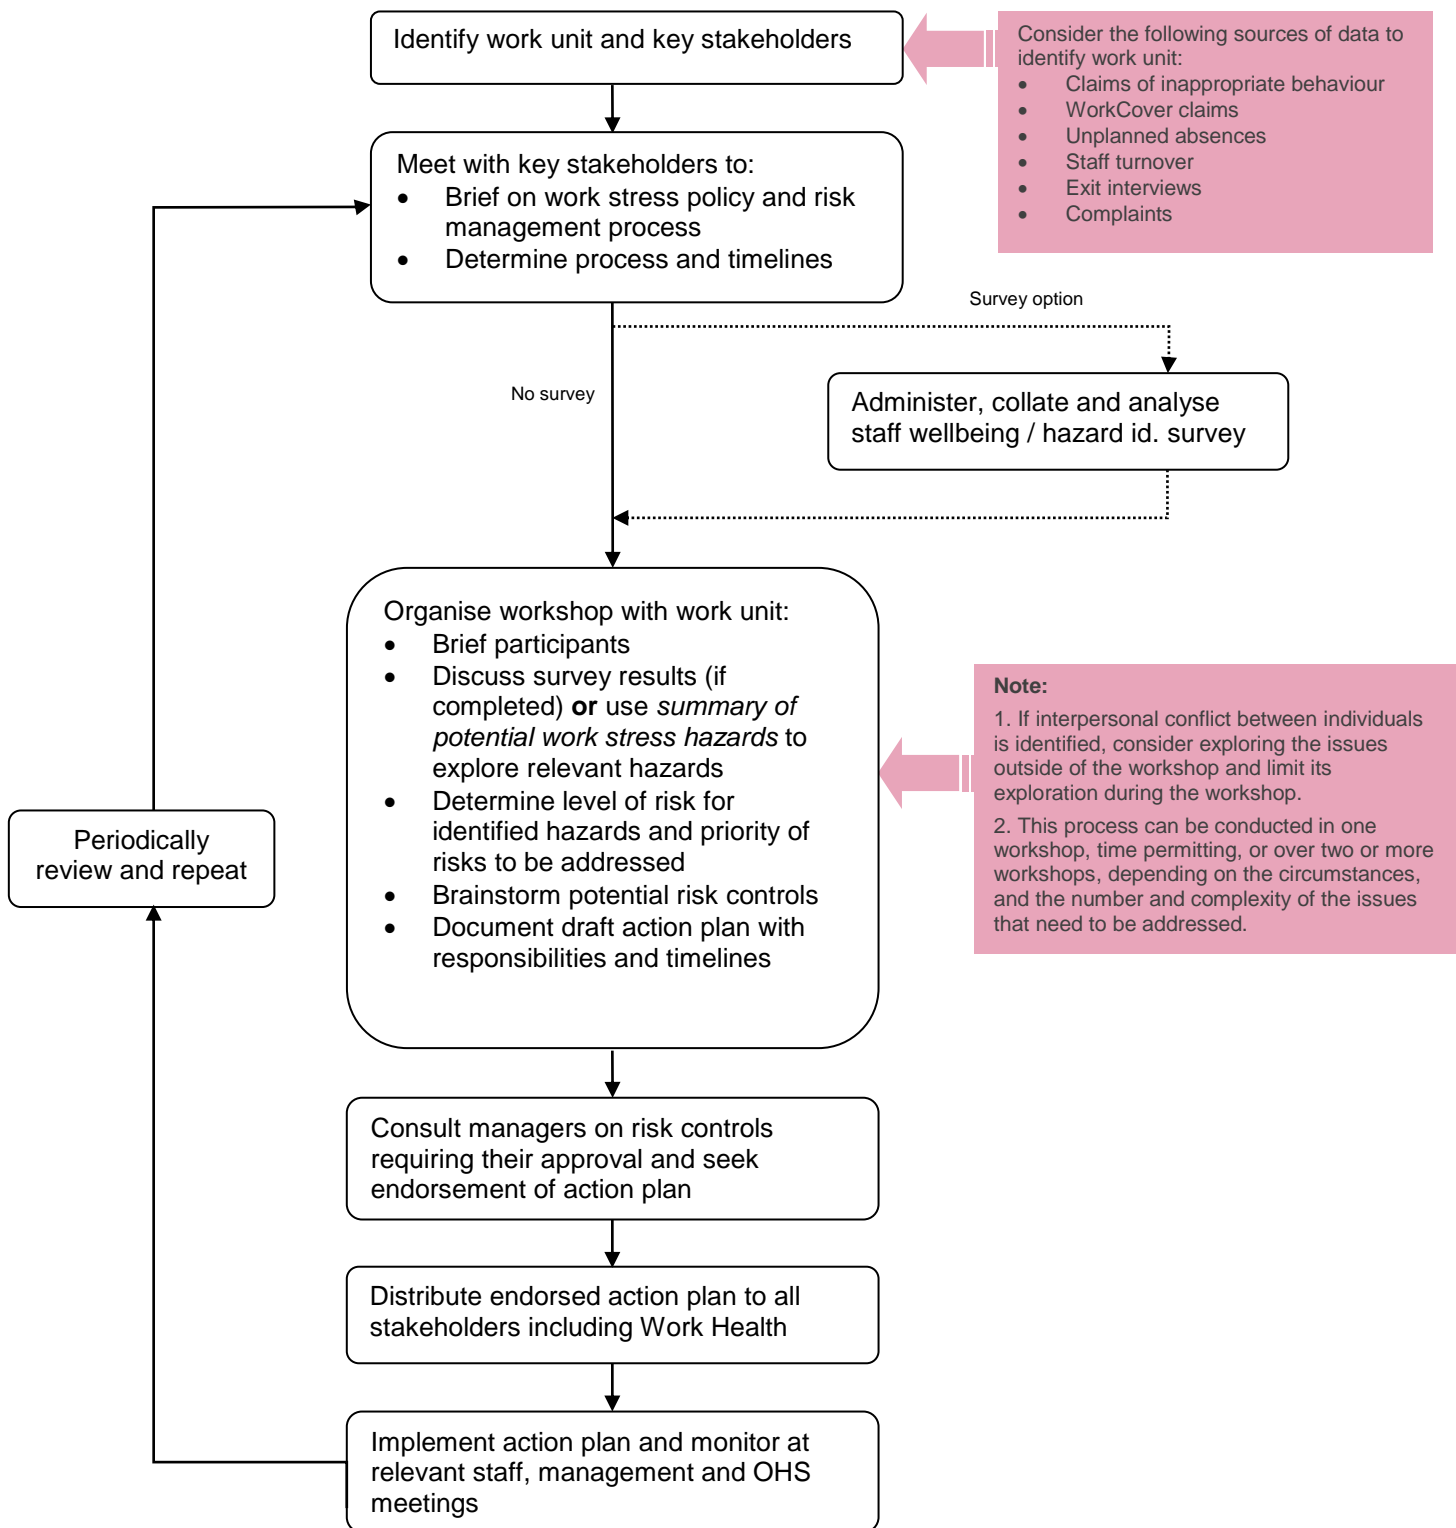 Identify work unit and key stakeholders
Consider the following sources of data to
identify work unit:
• Claims of inappropriate behaviour
• WorkCover claims
• Unplanned absences
• Staff turnover
• Exit interviews
• Complaints
Meet with key stakeholders to:
• Brief on work stress policy and risk
management process
• Determine process and timelines
Survey option
No survey
Administer, collate and analyse
staff wellbeing / hazard id. survey
Organise workshop with work unit:
• Brief participants
• Discuss survey results (if
completed) or use summary of
potential work stress hazards to
explore relevant hazards
• Determine level of risk for
identified hazards and priority of
risks to be addressed
• Brainstorm potential risk controls
• Document draft action plan with
responsibilities and timelines
Note:
1. If interpersonal conflict between individuals
is identified, consider exploring the issues
outside of the workshop and limit its
exploration during the workshop.
2. This process can be conducted in one
workshop, time permitting, or over two or more
workshops, depending on the circumstances,
and the number and complexity of the issues
that need to be addressed.
Periodically
review and repeat
Consult managers on risk controls
requiring their approval and seek
endorsement of action plan
Distribute endorsed action plan to all
stakeholders including Work Health
Implement action plan and monitor at
relevant staff, management and OHS
meetings